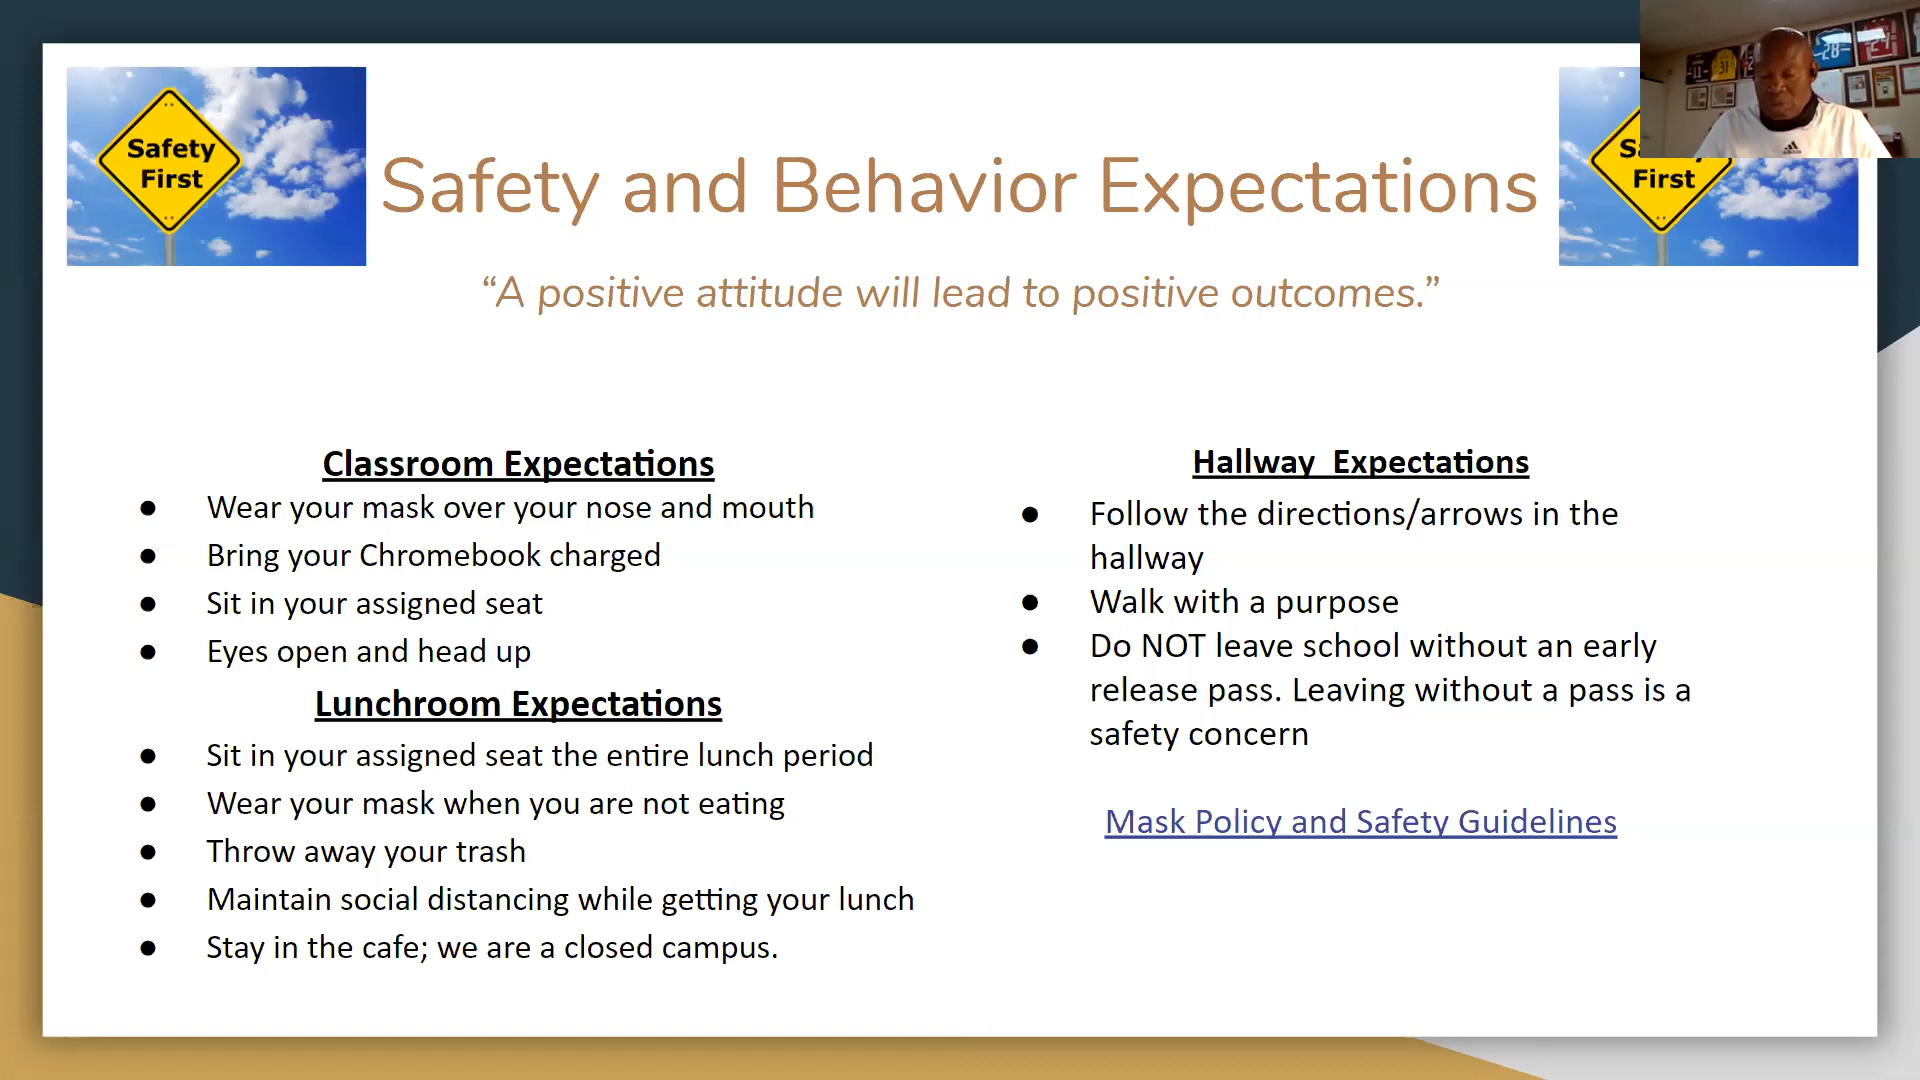 Safety
First
Safety and Behavior Expectations
First
“A positive attitude will lead to positive outcomes.”
Classroom Expectations
● Wear your mask over your nose and mouth
● Bring your Chromebook charged
● Sit in your assigned seat
● Eyes open and head up
Lunchroom Expectations
● Sit in your assigned seat the entire lunch period
● Wear your mask when you are not eating
● Throw away your trash
● Maintain social distancing while getting your lunch
● Stay in the cafe; we are a closed campus.
Hallway  Expectations
● Follow the directions/arrows in the
hallway
● Walk with a purpose
● Do NOT leave school without an early
release pass. Leaving without a pass is a
safety concern
Mask Policy and Safety Guidelines
11
31
28
24